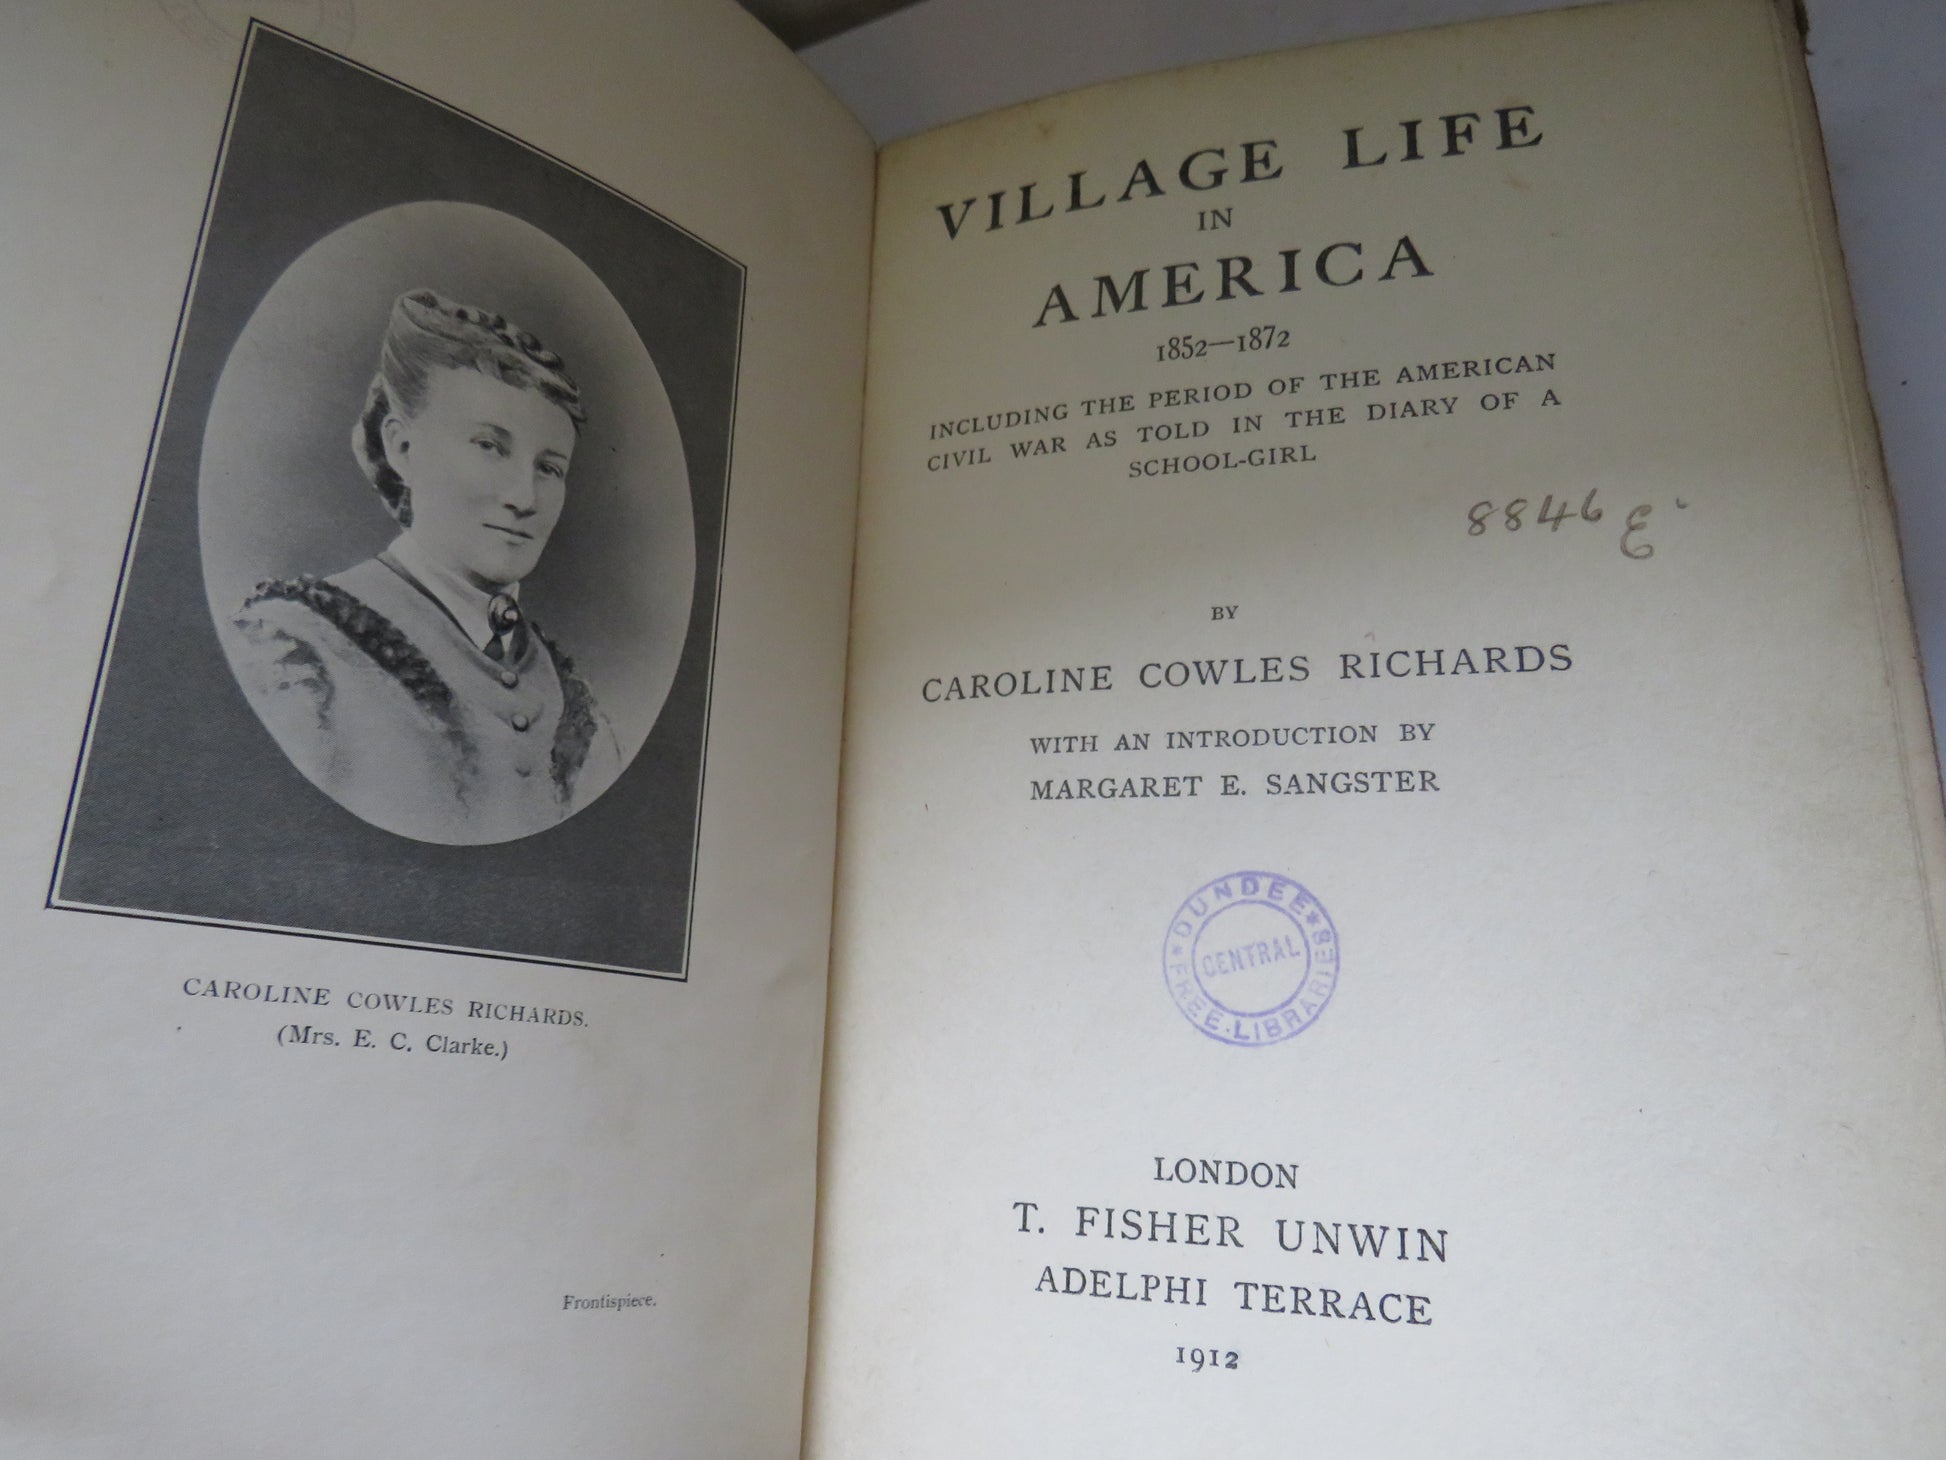 CAROLINE COWLES RICHARDS.
(Mrs. E. C. Clarke.)
Frontispiece.
VILLAGE LIFE
IN
AMERICA
1852—1872
INCLUDING THE PERIOD OF THE AMERICAN
CIVIL WAR AS TOLD IN THE DIARY OF A
SCHOOL-GIRL
8846 E
BY
CAROLINE COWLES RICHARDS
WITH AN INTRODUCTION BY
MARGARET E. SANGSTER
DUNDEE
CENTRAL
FREE·LIBRARIES
LONDON
T. FISHER UNWIN
ADELPHI TERRACE
1912